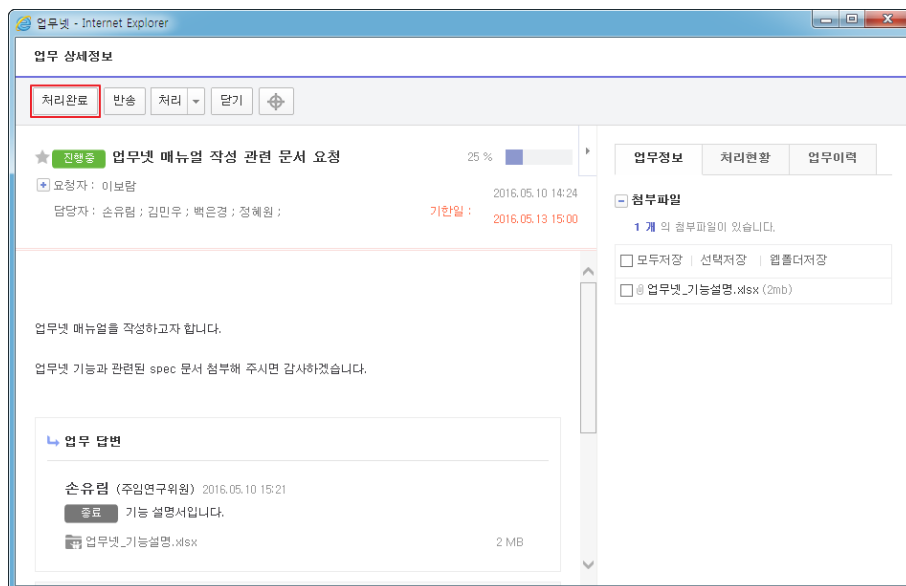 업무넷 - Internet Explorer
업무 상세정보
처리완료 반송 처리 닫기
진행중 업무넷 매뉴얼 작성 관련 문서 요청 25 %
요청자 : 이보람 2016.05.10 14:24
담당자 : 손유림 ; 김민우 ; 백은경 ; 정혜원 ; 기한일 : 2016.05.13 15:00
업무넷 매뉴얼을 작성하고자 합니다.
업무넷 기능과 관련된 spec 문서 첨부해 주시면 감사하겠습니다.
업무 답변
손유림 (주임연구위원) 2016.05.10 15:21
종료 기능 설명서입니다.
업무넷_기능설명.xlsx 2 MB
업무정보 처리현황 업무이력
첨부파일
1 개 의 첨부파일이 있습니다.
모두저장 | 선택저장 | 웹폴더저장
업무넷_기능설명.xlsx (2mb)